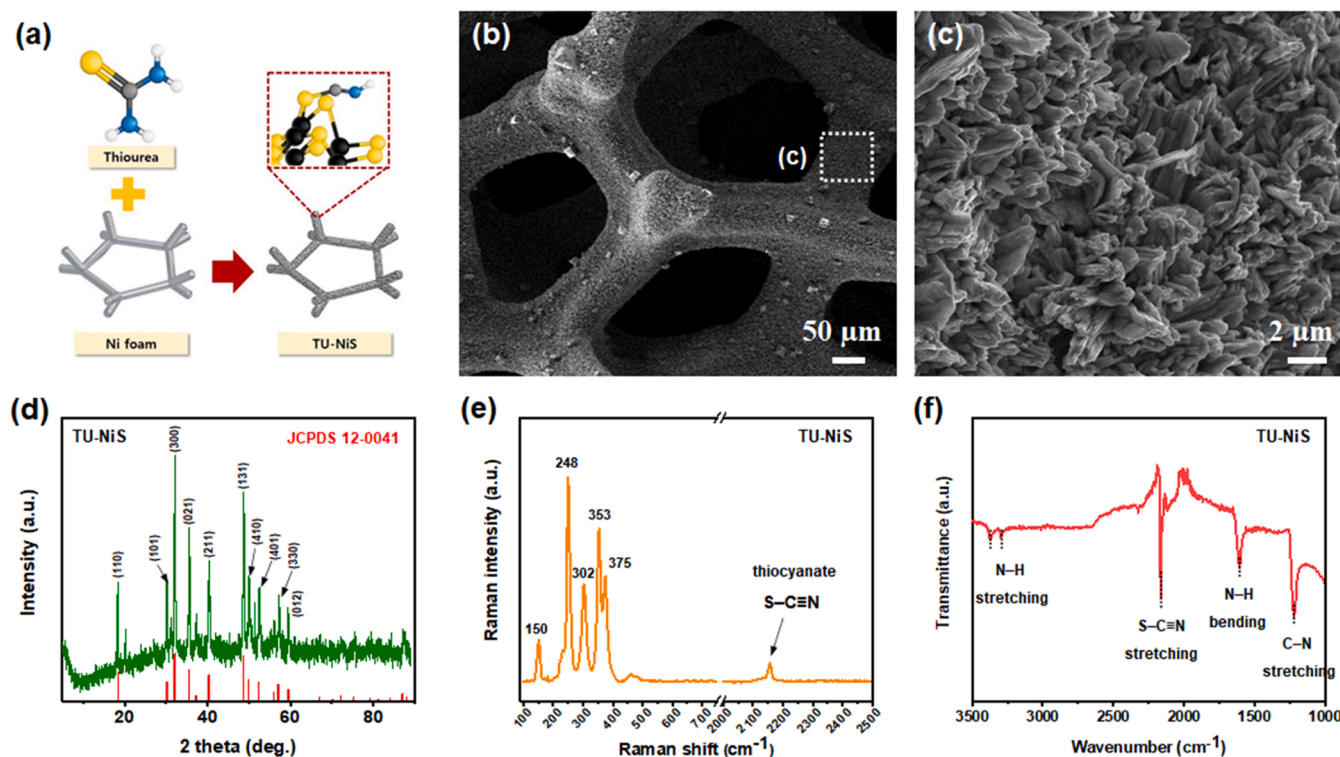 (a)
Thiourea
Ni foam
TU-NiS
(b)
(c)
50 µm
(c)
2 µm
(d)
TU-NiS
JCPDS 12-0041
(110)
(101)
(300)
(021)
(211)
(131)
(410)
(401)
(330)
(012)
Intensity (a.u.)
20
40
60
80
2 theta (deg.)
(e)
TU-NiS
150
248
302
353
375
thiocyanate
S–C≡N
Raman intensity (a.u.)
100
200
300
400
500
600
700
2000
2100
2200
2300
2400
2500
Raman shift (cm⁻¹)
(f)
TU-NiS
N–H
stretching
S–C≡N
stretching
N–H
bending
C–N
stretching
Transmittance (a.u.)
3500
3000
2500
2000
1500
1000
Wavenumber (cm⁻¹)